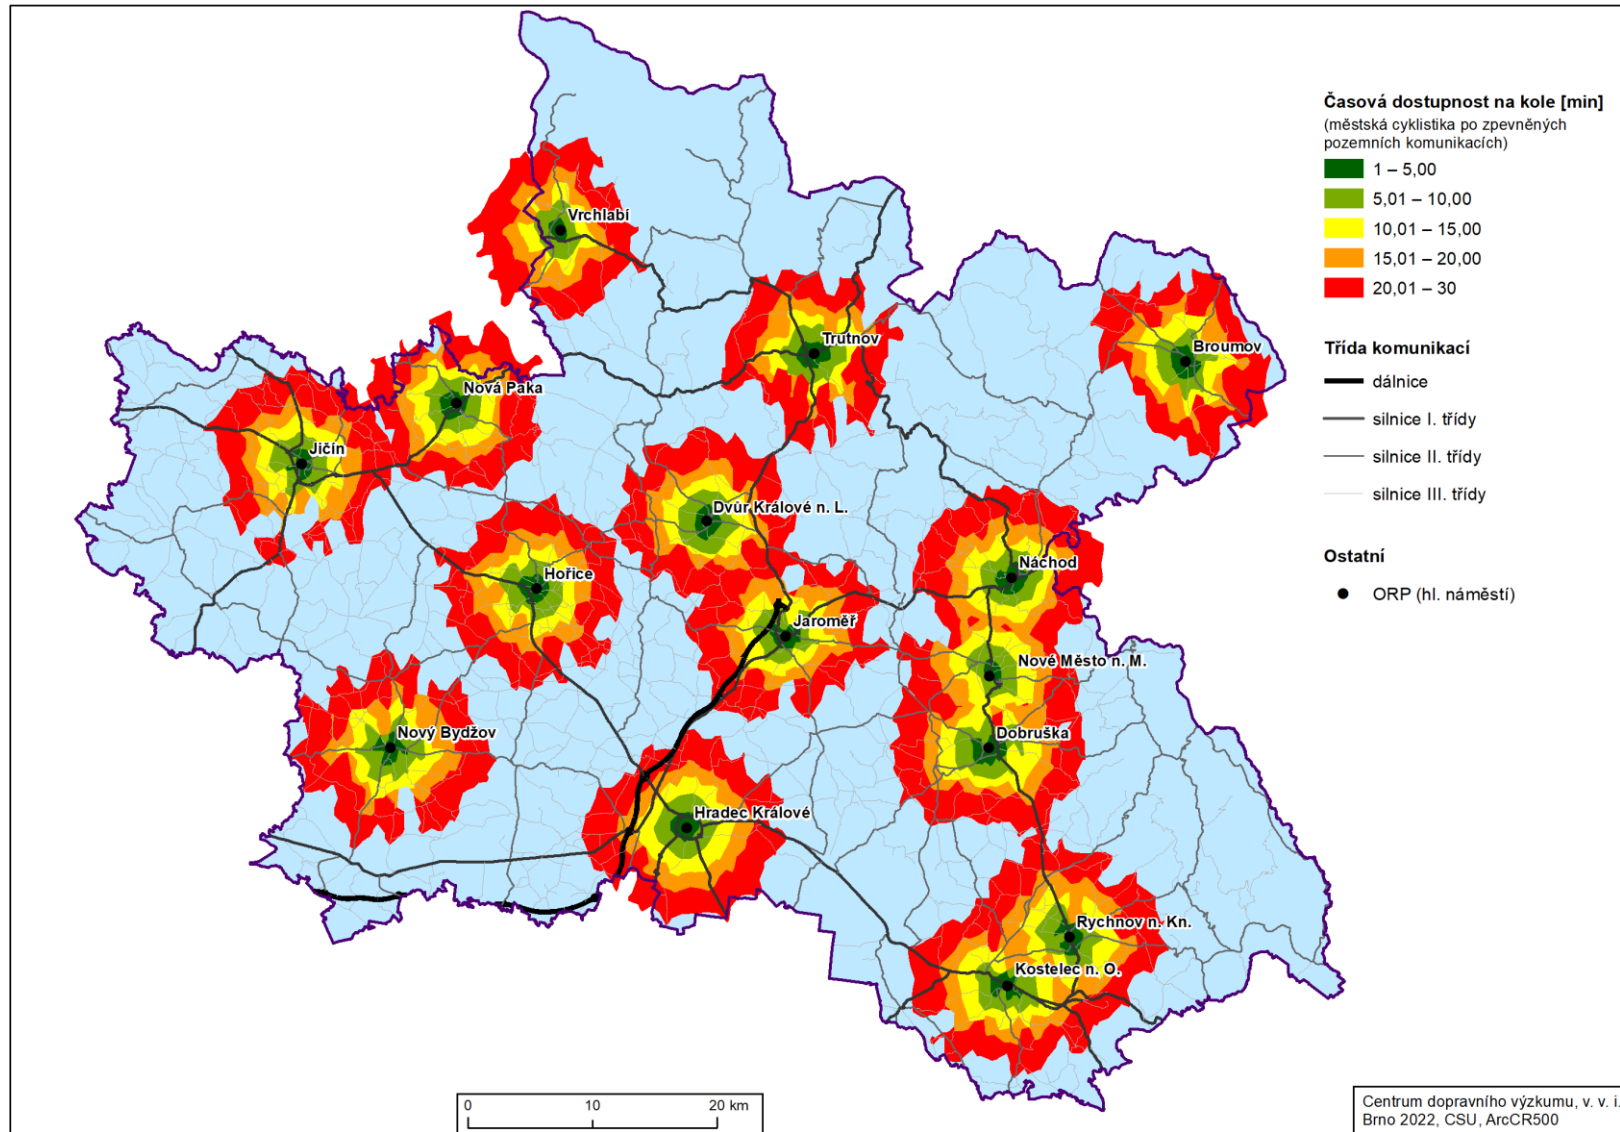 Časová dostupnost na kole [min]
(městská cyklistika po zpevněných
pozemních komunikacích)
1 – 5,00
5,01 – 10,00
10,01 – 15,00
15,01 – 20,00
20,01 – 30
Třída komunikací
dálnice
silnice I. třídy
silnice II. třídy
silnice III. třídy
Ostatní
ORP (hl. náměstí)
Vrchlabí
Trutnov
Broumov
Nová Paka
Jičín
Dvůr Králové n. L.
Náchod
Hořice
Jaroměř
Nové Město n. M.
Nový Bydžov
Dobruška
Hradec Králové
Rychnov n. Kn.
Kostelec n. O.
0 10 20 km
Centrum dopravního výzkumu, v. v. i.
Brno 2022, CSU, ArcCR500